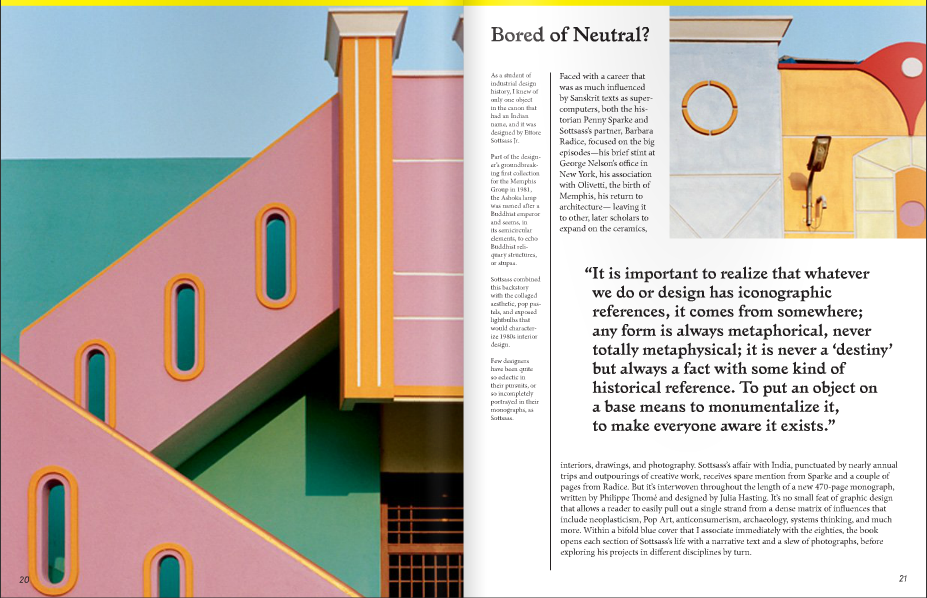 Bored of Neutral?
As a student of
industrial design
history, I knew of
only one object
in the canon that
had an Indian
name, and it was
designed by Ettore
Sottsass Jr.
Part of the design-
er's groundbreak-
ing first collection
for the Memphis
Group in 1981,
the Ashoka lamp
was named after a
Buddhist emperor
and seems, in
its semicircular
elements, to echo
Buddhist reli-
quary structures,
or stupas.
Sottsass combined
this backstory
with the collaged
aesthetic, pop pas-
tels, and exposed
lightbulbs that
would character-
ize 1980s interior
design.
Few designers
have been quite
so eclectic in
their pursuits, or
so incompletely
portrayed in their
monographs, as
Sottsass.
Faced with a career that
was as much influenced
by Sanskrit texts as super-
computers, both the his-
torian Penny Sparke and
Sottsass's partner, Barbara
Radice, focused on the big
episodes—his brief stint at
George Nelson's office in
New York, his association
with Olivetti, the birth of
Memphis, his return to
architecture— leaving it
to other, later scholars to
expand on the ceramics,
“It is important to realize that whatever
we do or design has iconographic
references, it comes from somewhere;
any form is always metaphorical, never
totally metaphysical; it is never a ‘destiny’
but always a fact with some kind of
historical reference. To put an object on
a base means to monumentalize it,
to make everyone aware it exists.”
interiors, drawings, and photography. Sottsass's affair with India, punctuated by nearly annual
trips and outpourings of creative work, receives spare mention from Sparke and a couple of
pages from Radice. But it's interwoven throughout the length of a new 470-page monograph,
written by Philippe Thomé and designed by Julia Hasting. It's no small feat of graphic design
that allows a reader to easily pull out a single strand from a dense matrix of influences that
include neoplasticism, Pop Art, anticonsumerism, archaeology, systems thinking, and much
more. Within a bifold blue cover that I associate immediately with the eighties, the book
opens each section of Sottsass's life with a narrative text and a slew of photographs, before
exploring his projects in different disciplines by turn.
20
21